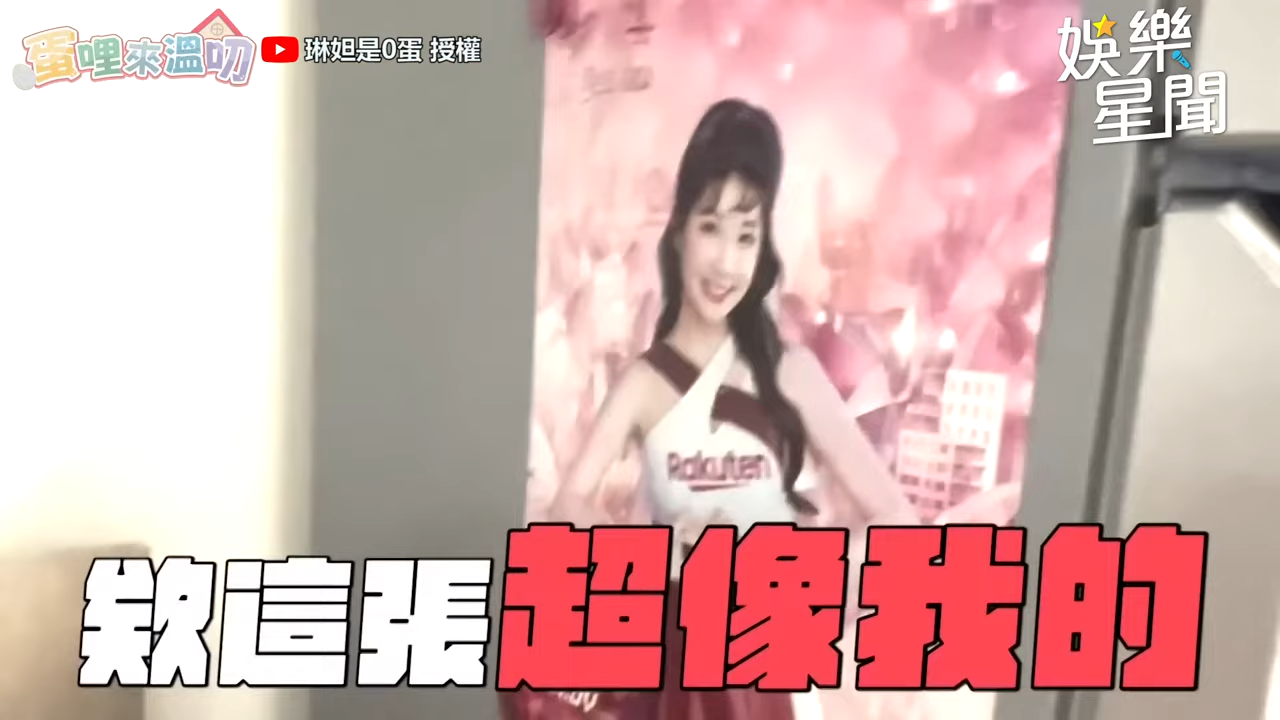 蛋哩來溫叨
琳妲是0蛋 授權
娛樂
星聞
Rakuten
欸這張超像我的